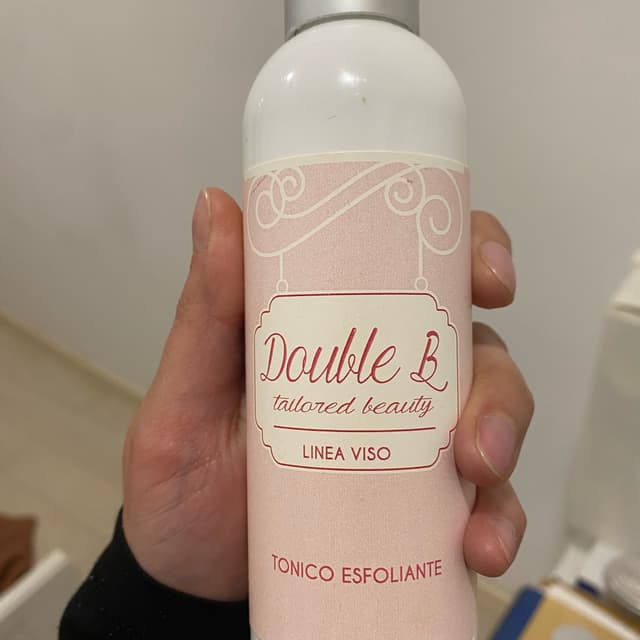 Double B
tailored beauty
LINEA VISO
TONICO ESFOLIANTE